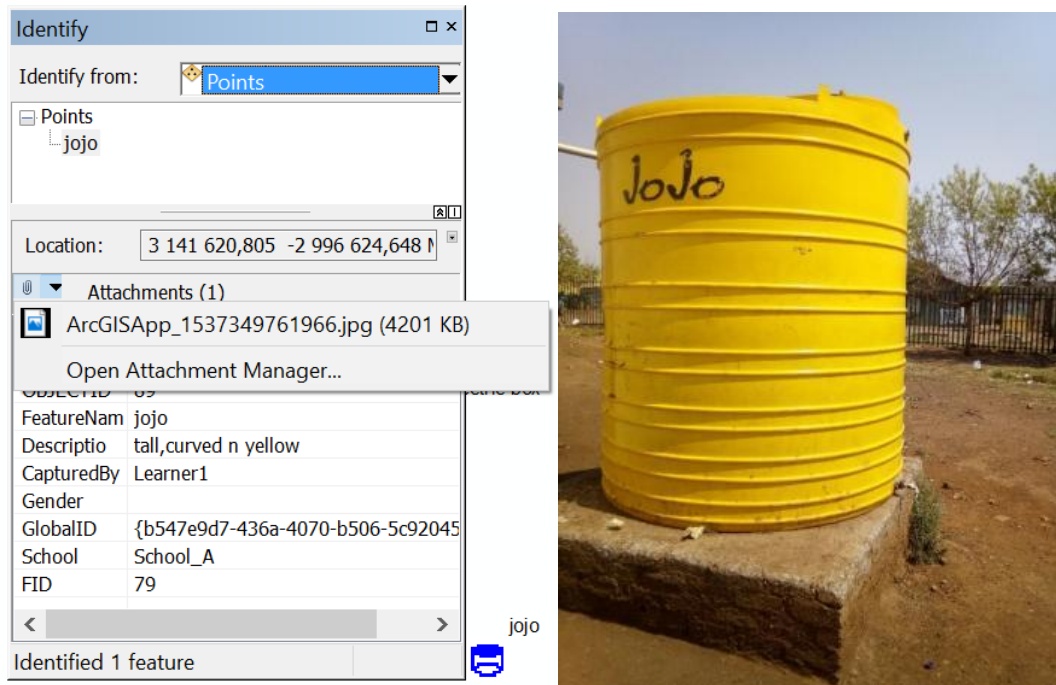 Identify
Identify from: Points
Points
jojo
Location: 3 141 620,805 -2 996 624,648 M
Attachments (1)
ArcGISApp_1537349761966.jpg (4201 KB)
Open Attachment Manager...
FeatureNam jojo
Descriptio tall,curved n yellow
CapturedBy Learner1
Gender
GlobalID {b547e9d7-436a-4070-b506-5c92045
School School_A
FID 79
jojo
Identified 1 feature
JoJo